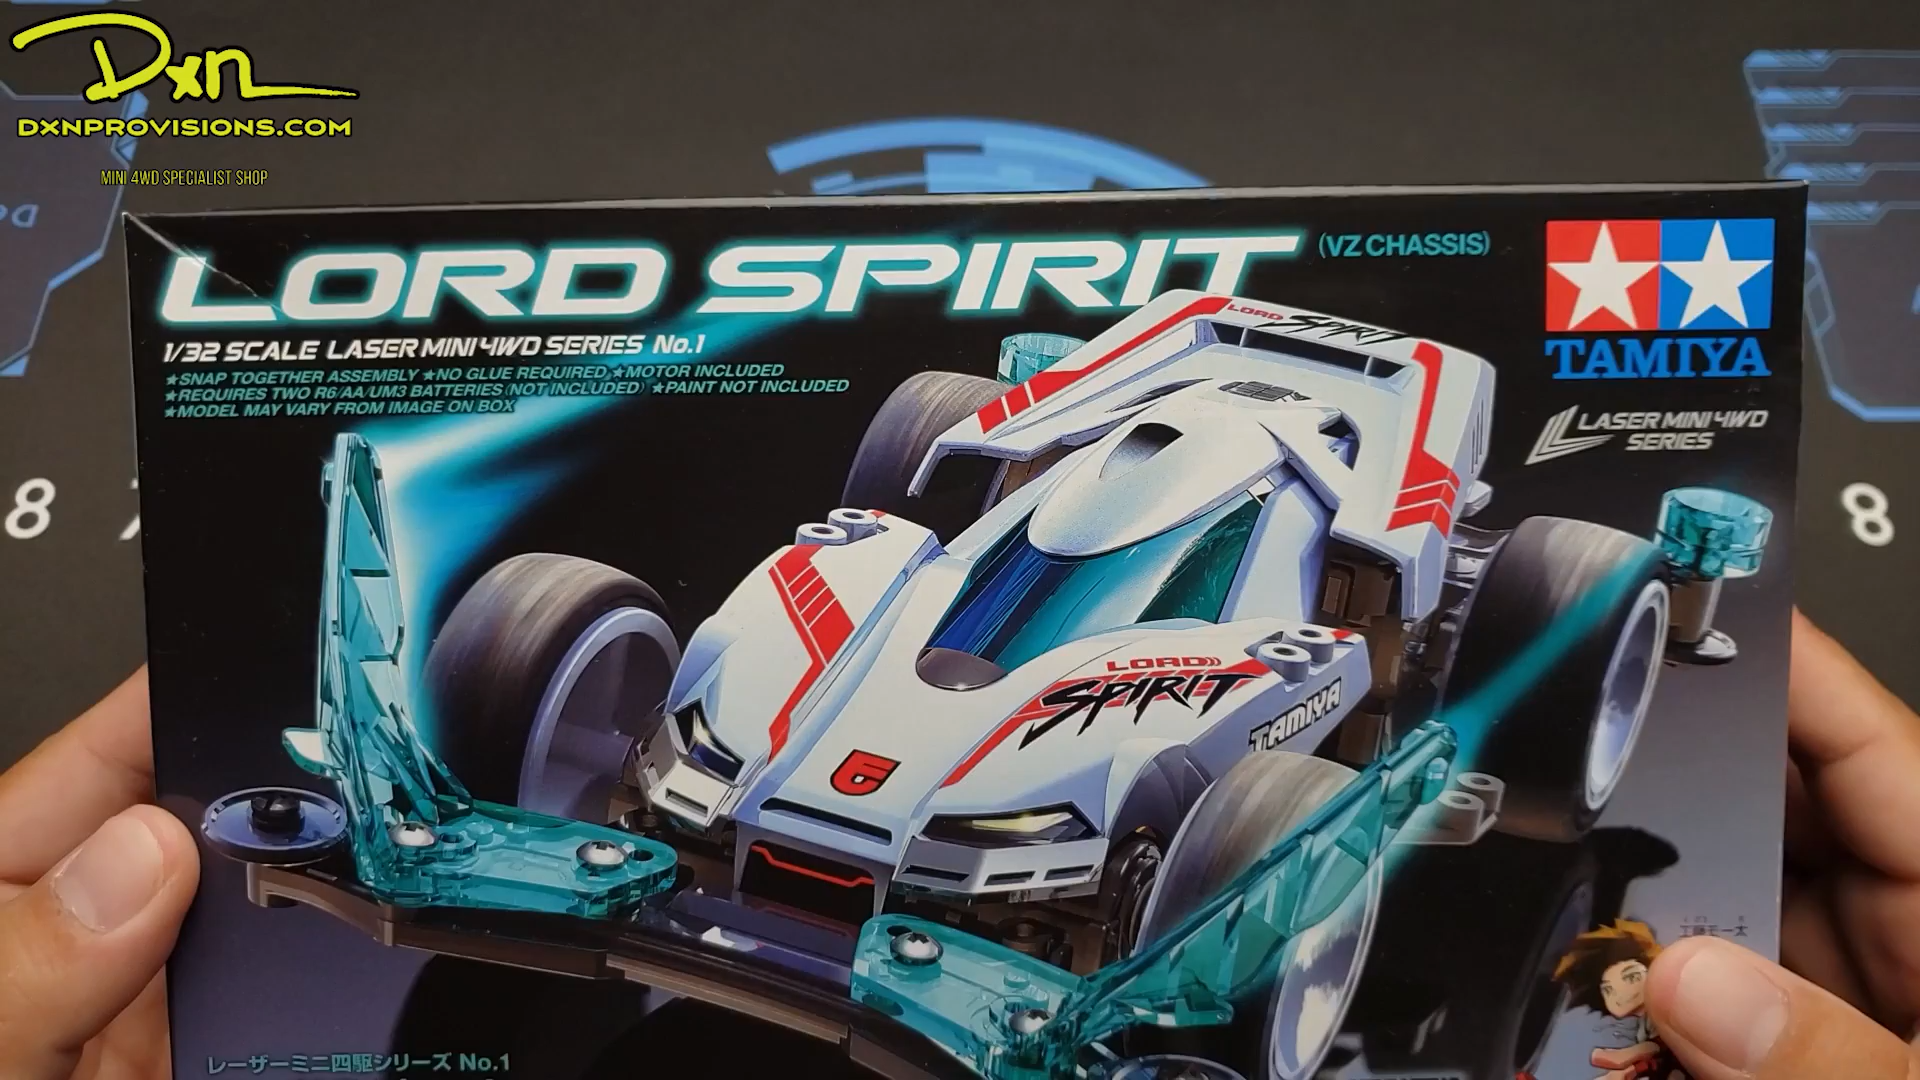 Dxn
DXNPROVISIONS.COM
MINI 4WD SPECIALIST SHOP
LORD SPIRIT (VZ CHASSIS)
1/32 SCALE LASER MINI 4WD SERIES No.1
★SNAP TOGETHER ASSEMBLY ★NO GLUE REQUIRED ★MOTOR INCLUDED
★REQUIRES TWO R6/AA/UM3 BATTERIES (NOT INCLUDED) ★PAINT NOT INCLUDED
★MODEL MAY VARY FROM IMAGE ON BOX
TAMIYA
LASER MINI 4WD
SERIES
LORD SPIRIT
8
8
LORD
SPIRIT
TAMIYA
レーザーミニ四駆シリーズ No.1